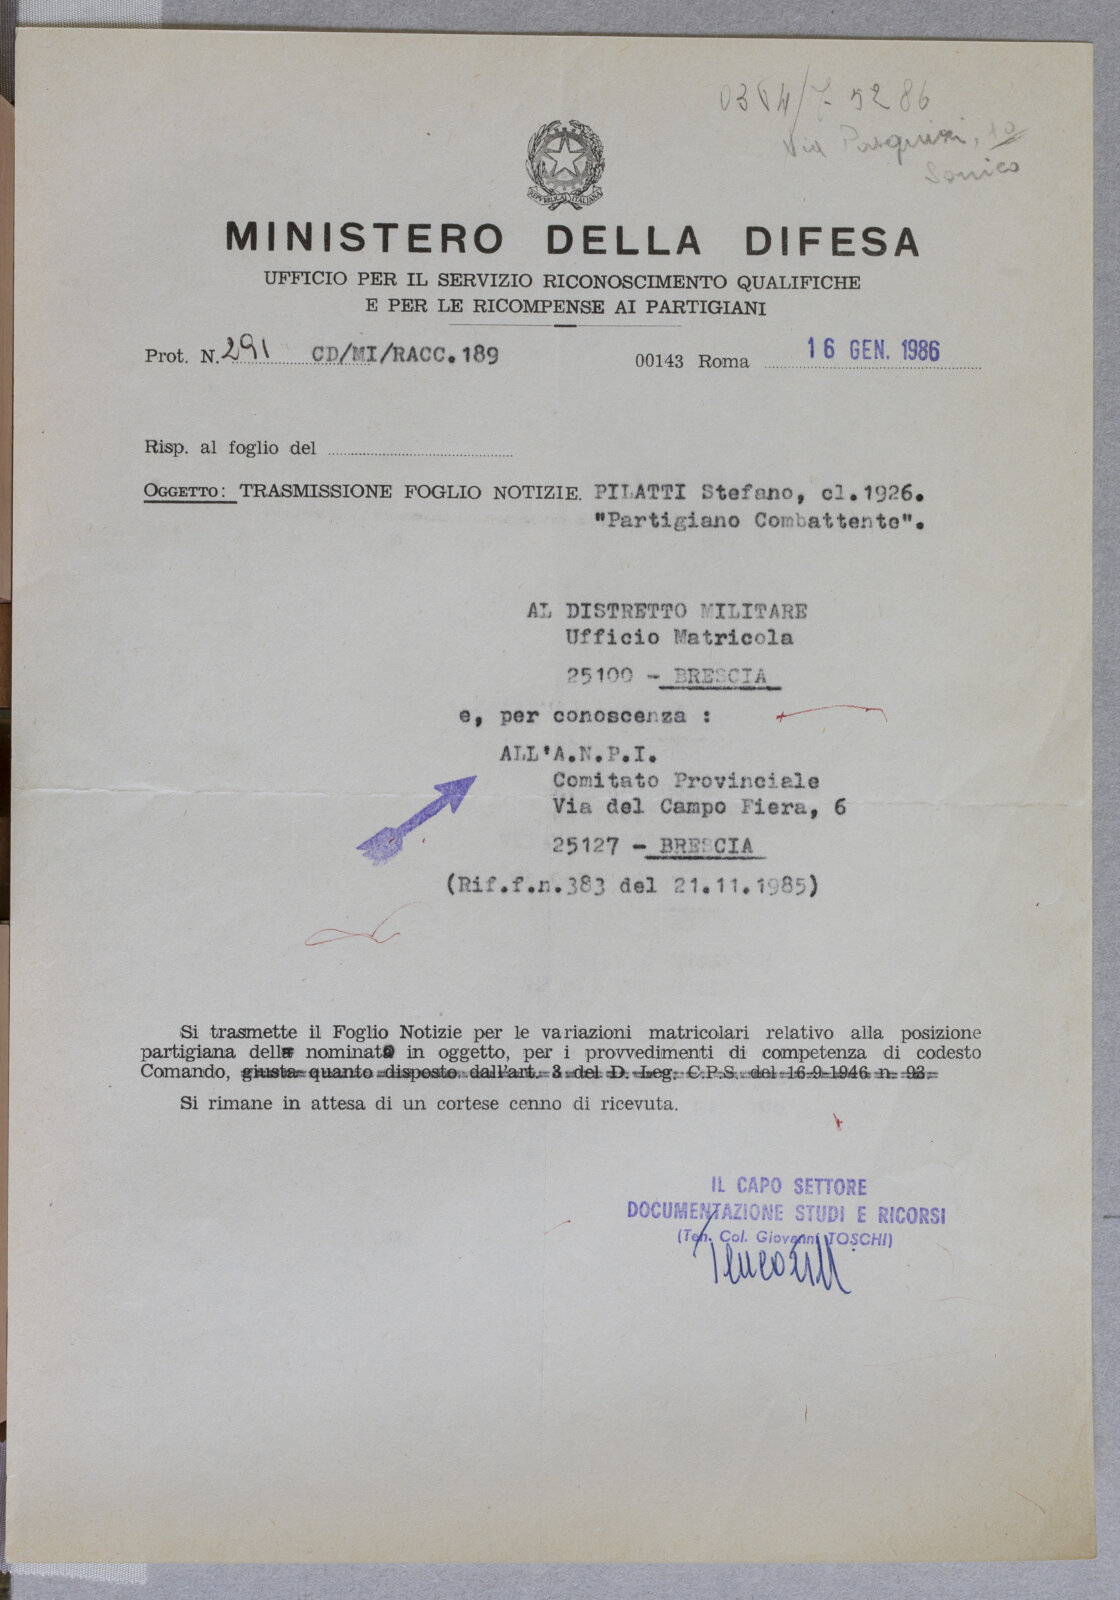 86
Sonico
REPVBBLICA ITALIANA
MINISTERO DELLA DIFESA
UFFICIO PER IL SERVIZIO RICONOSCIMENTO QUALIFICHE
E PER LE RICOMPENSE AI PARTIGIANI
Prot. N. 291 CD/MI/RACC.189
00143 Roma 16 GEN. 1986
Risp. al foglio del
OGGETTO: TRASMISSIONE FOGLIO NOTIZIE. PILATTI Stefano, cl.1926.
"Partigiano Combattente".
AL DISTRETTO MILITARE
Ufficio Matricola
25100 - BRESCIA
e, per conoscenza :
ALL'A.N.P.I.
Comitato Provinciale
Via del Campo Fiera, 6
25127 - BRESCIA
(Rif.f.n.383 del 21.11.1985)
Si trasmette il Foglio Notizie per le variazioni matricolari relativo alla posizione
partigiana del nominato in oggetto, per i provvedimenti di competenza di codesto
Comando, giusta quanto disposto dall'art. 3 del D. Leg. C.P.S. del 16-9-1946 n. 93.
Si rimane in attesa di un cortese cenno di ricevuta.
IL CAPO SETTORE
DOCUMENTAZIONE STUDI E RICORSI
(Ten. Col. Giovanni TOSCHI)